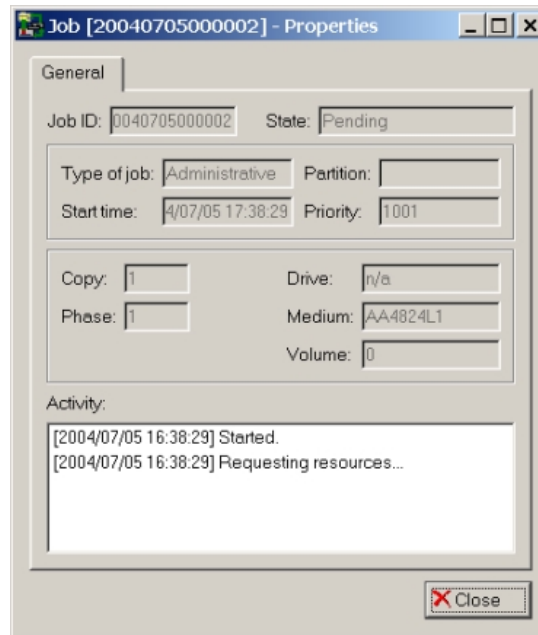 Job [20040705000002] - Properties
General
Job ID: 0040705000002 State: Pending
Type of job: Administrative Partition:
Start time: 4/07/05 17:38:29 Priority: 1001
Copy: 1 Drive: n/a
Phase: 1 Medium: AA4824L1
Volume: 0
Activity:
[2004/07/05 16:38:29] Started.
[2004/07/05 16:38:29] Requesting resources...
Close